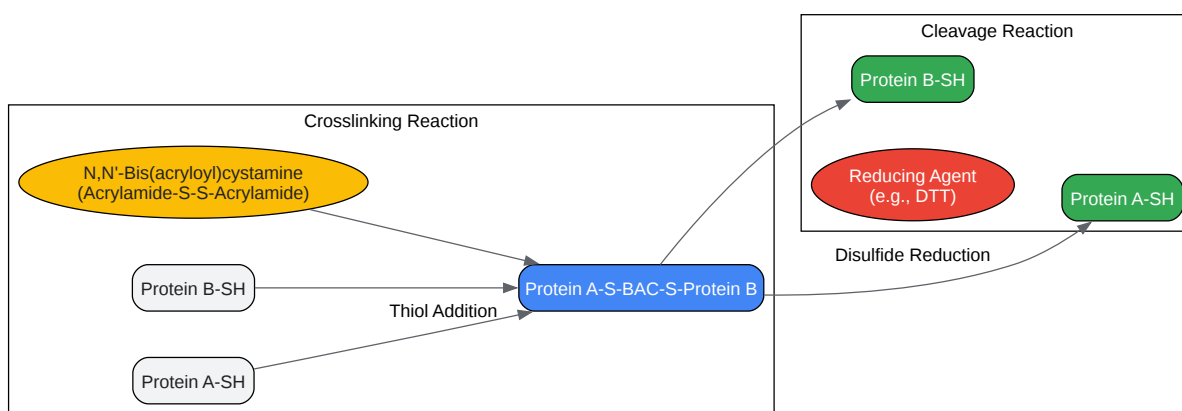 Cleavage Reaction
Protein B-SH
Crosslinking Reaction
N,N'-Bis(acryloyl)cystamine
(Acrylamide-S-S-Acrylamide)
Reducing Agent
(e.g., DTT)
Protein A-SH
Disulfide Reduction
Protein B-SH
Protein A-S-BAC-S-Protein B
Thiol Addition
Protein A-SH